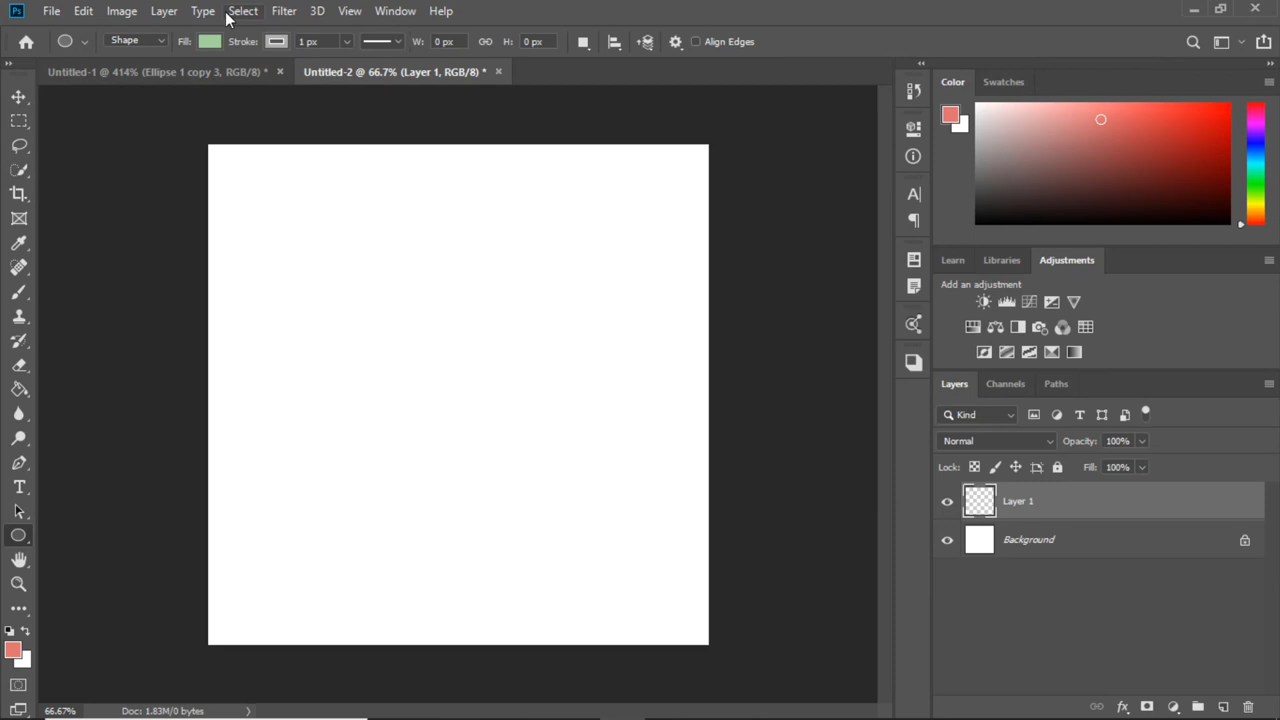 Ps File Edit Image Layer Type Select Filter 3D View Window Help
Shape Fill: Stroke: 1 px W: 0 px H: 0 px Align Edges
Untitled-1 @ 414% (Ellipse 1 copy 3, RGB/8) * × Untitled-2 @ 66.7% (Layer 1, RGB/8) * ×
Color Swatches
Learn Libraries Adjustments
Add an adjustment
Layers Channels Paths
Kind
Normal Opacity: 100%
Lock: Fill: 100%
Layer 1
Background
66.67% Doc: 1.83M/0 bytes